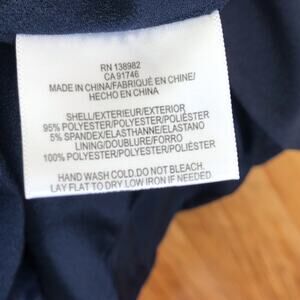 RN 138982
CA 91746
MADE IN CHINA/FABRIQUÉ EN CHINE/
HECHO EN CHINA
SHELL/EXTERIEUR/EXTERIOR
95% POLYESTER/POLYESTER/POLIÉSTER
5% SPANDEX/ELASTHANNE/ELASTANO
LINING/DOUBLURE/FORRO
100% POLYESTER/POLYESTER/POLIÉSTER
HAND WASH COLD.DO NOT BLEACH.
LAY FLAT TO DRY.LOW IRON IF NEEDED.